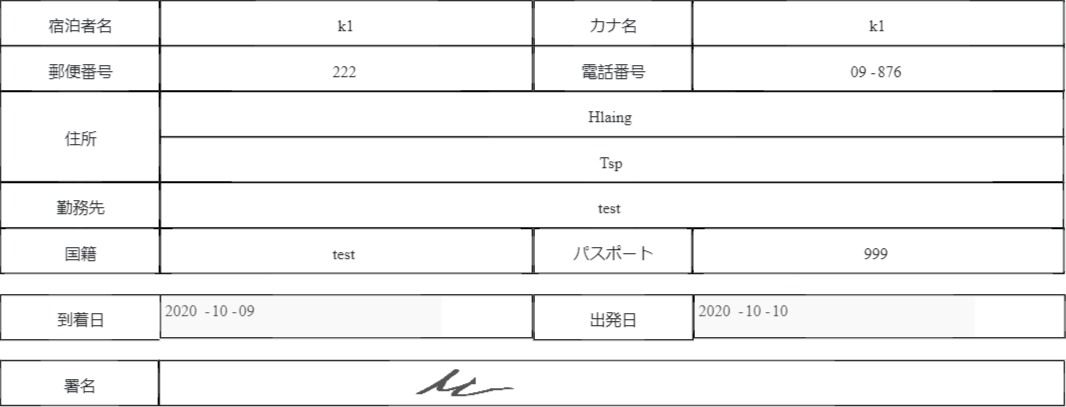 宿泊者名 k1 カナ名 k1
郵便番号 222 電話番号 09 -876
住所 Hlaing
Tsp
勤務先 test
国籍 test パスポート 999
到着日 2020 -10 -09 出発日 2020 -10 -10
署名